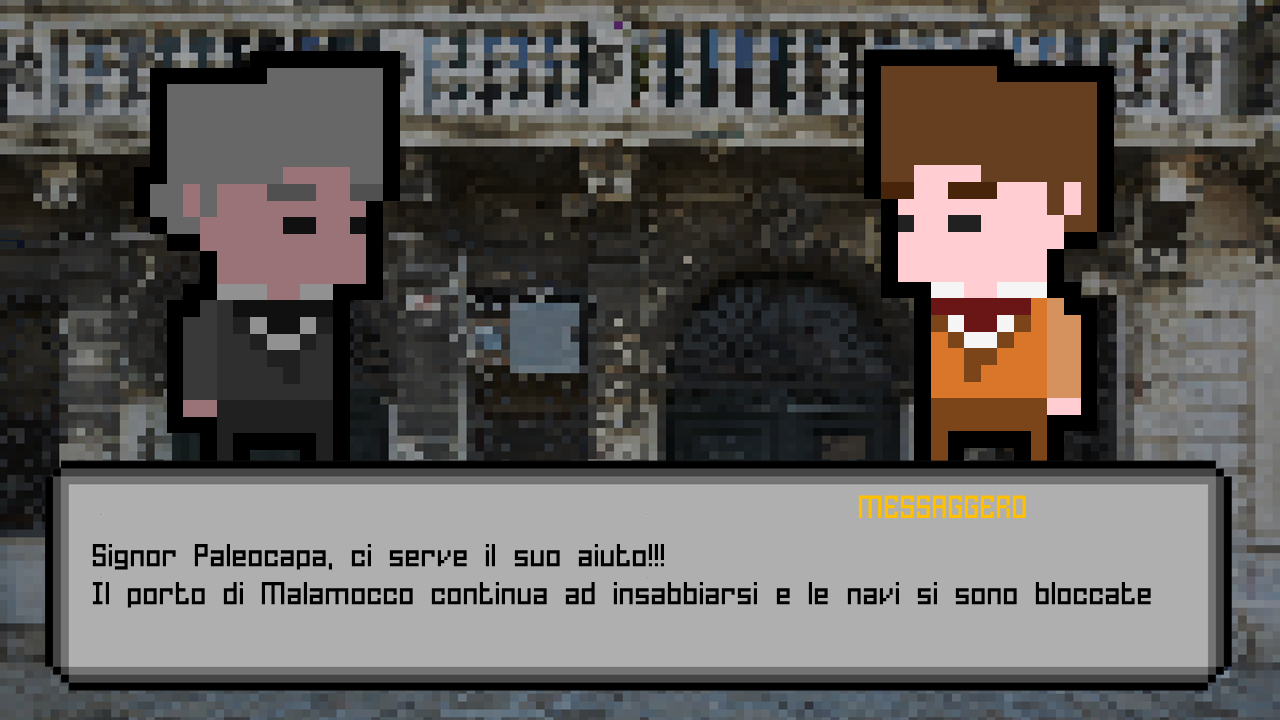 MESSAGGERO
Signor Paleocapa, ci serve il suo aiuto!!!
Il porto di Malamocco continua ad insabbiarsi e le navi si sono bloccate